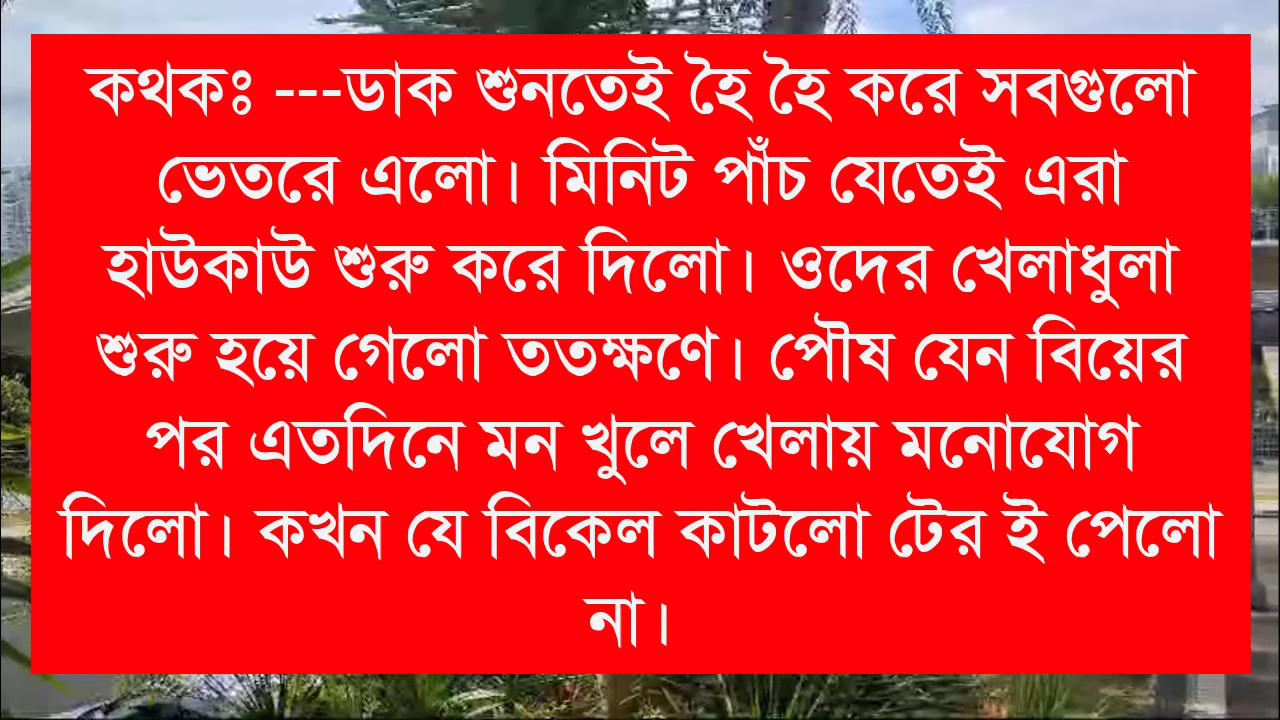 কথকঃ ---ডাক শুনতেই হৈ হৈ করে সবগুলো
ভেতরে এলো। মিনিট পাঁচ যেতেই এরা
হাউকাউ শুরু করে দিলো। ওদের খেলাধুলা
শুরু হয়ে গেলো ততক্ষণে। পৌষ যেন বিয়ের
পর এতদিনে মন খুলে খেলায় মনোযোগ
দিলো। কখন যে বিকেল কাটলো টের ই পেলো
না।